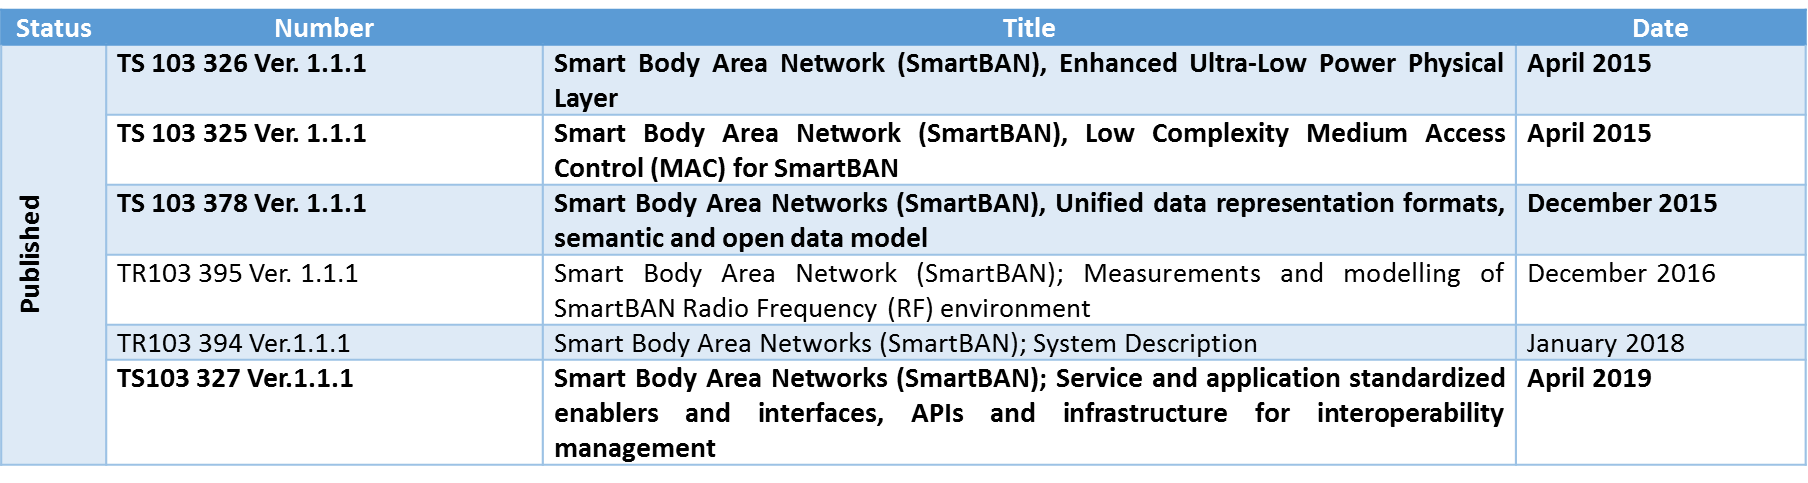 Status Number Title Date
Published
TS 103 326 Ver. 1.1.1 Smart Body Area Network (SmartBAN), Enhanced Ultra-Low Power Physical April 2015
Layer
TS 103 325 Ver. 1.1.1 Smart Body Area Network (SmartBAN), Low Complexity Medium Access April 2015
Control (MAC) for SmartBAN
TS 103 378 Ver. 1.1.1 Smart Body Area Networks (SmartBAN), Unified data representation formats, December 2015
semantic and open data model
TR103 395 Ver. 1.1.1 Smart Body Area Network (SmartBAN); Measurements and modelling of December 2016
SmartBAN Radio Frequency (RF) environment
TR103 394 Ver.1.1.1 Smart Body Area Networks (SmartBAN); System Description January 2018
TS103 327 Ver.1.1.1 Smart Body Area Networks (SmartBAN); Service and application standardized April 2019
enablers and interfaces, APIs and infrastructure for interoperability
management